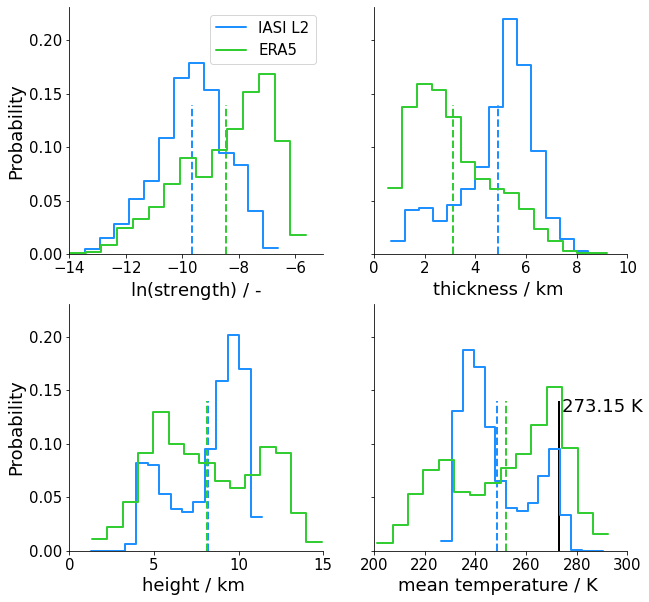 IASI L2
ERA5
Probability
0.20
0.15
0.10
0.05
0.00
−14 −12 −10 −8 −6
ln(strength) / -
0 2 4 6 8 10
thickness / km
Probability
0.20
0.15
0.10
0.05
0.00
0 5 10 15
height / km
273.15 K
200 220 240 260 280 300
mean temperature / K